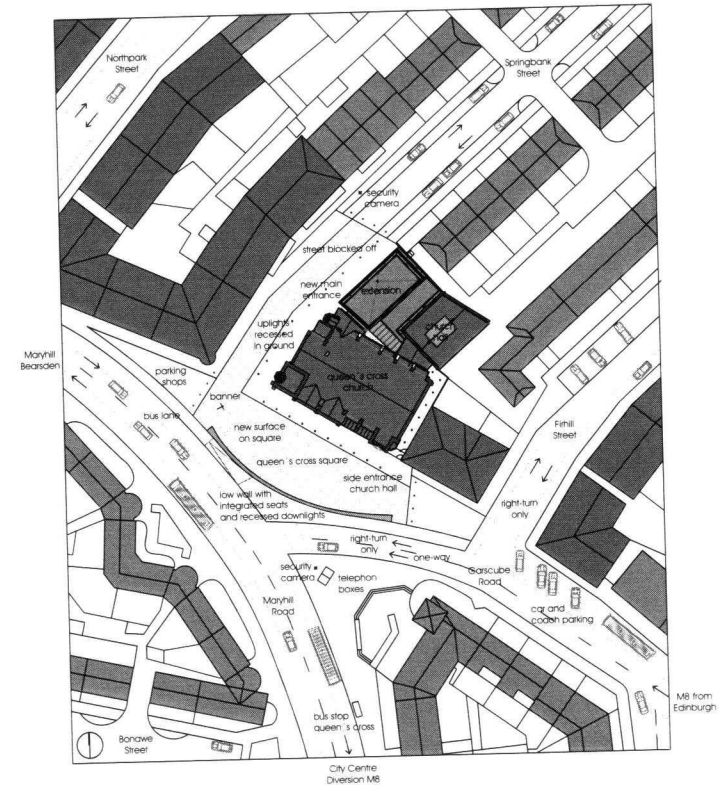 Northpark
Street
Springbank
Street
security
camera
street blocked off
new main
entrance
extension
church
hall
uplights
recessed
in ground
queen´s cross
church
Maryhill
Bearsden
parking
shops
banner
bus lane
new surface
on square
Firhill
Street
queen´s cross square
side entrance
church hall
low wall with
integrated seats
and recessed downlights
right-turn
only
right-turn
only
one-way
Garscube
Road
security
camera
telephon
boxes
Maryhill
Road
car and
coach parking
M8 from
Edinburgh
bus stop
queen´s cross
Bonawe
Street
City Centre
Diversion M8